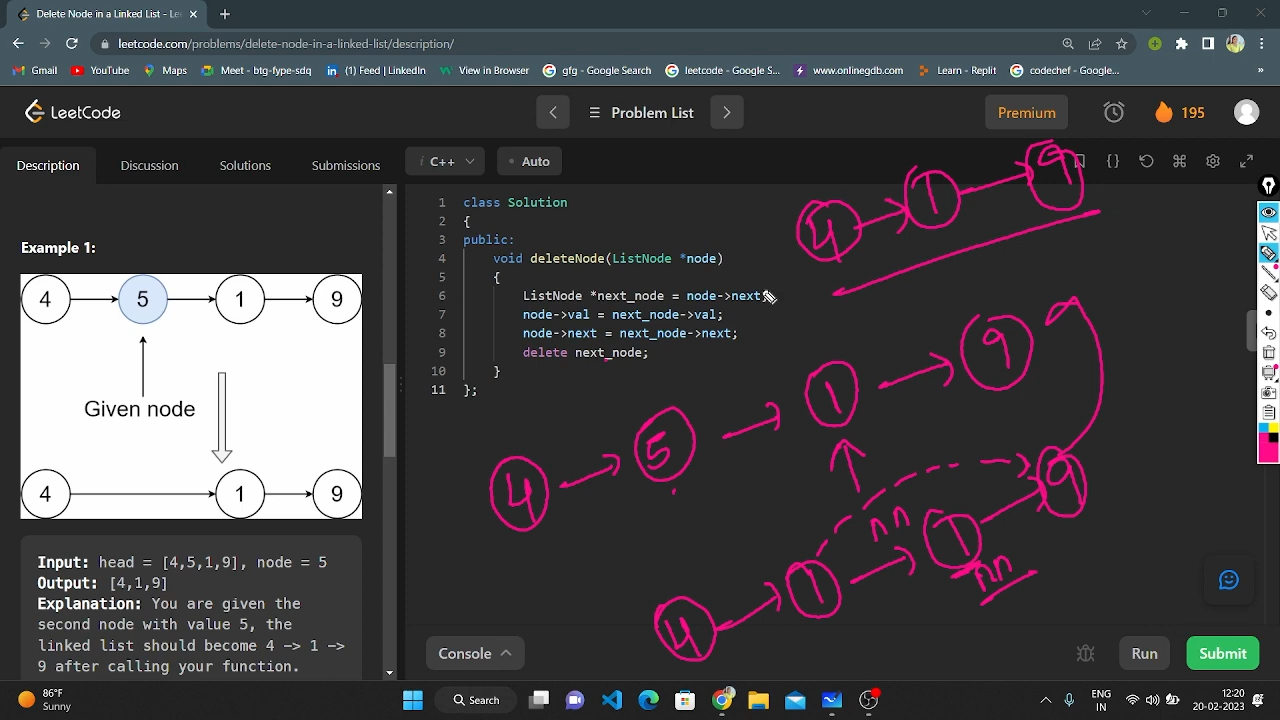 Delete Node in a Linked List - Le
leetcode.com/problems/delete-node-in-a-linked-list/description/
Gmail YouTube Maps Meet - btg-fype-sdq (1) Feed | LinkedIn View in Browser gfg - Google Search leetcode - Google S... www.onlinegdb.com Learn - Replit codechef - Google... »
LeetCode Problem List Premium 195
Description Discussion Solutions Submissions i C++ Auto
Example 1:
4 5 1 9
Given node
4 1 9
Input: head = [4,5,1,9], node = 5
Output: [4,1,9]
Explanation: You are given the
second node with value 5, the
linked list should become 4 -> 1 ->
9 after calling your function.
1 class Solution
2 {
3 public:
4 void deleteNode(ListNode *node)
5 {
6 ListNode *next_node = node->next
7 node->val = next_node->val;
8 node->next = next_node->next;
9 delete next_node;
10 }
11 };
4 1 9
4 5 1 9
nn
4 1 1 9
nn
Console Run Submit
86°F
Sunny
Search
ENG
IN
12:20
20-02-2023